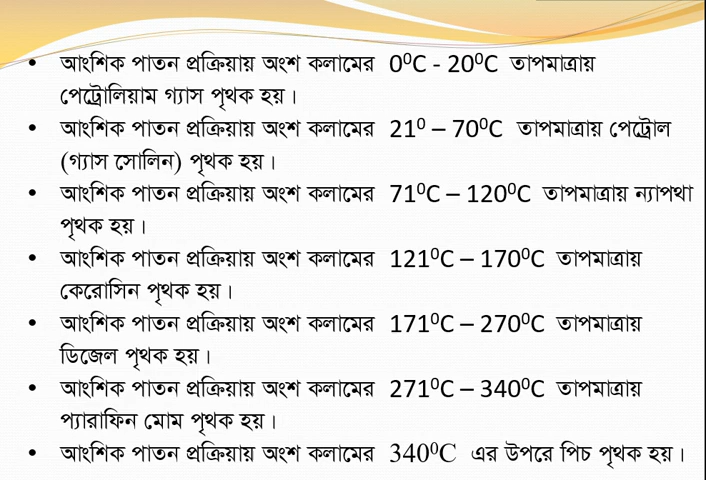 • আংশিক পাতন প্রক্রিয়ায় অংশ কলামের 0⁰C - 20⁰C তাপমাত্রায়
পেট্রোলিয়াম গ্যাস পৃথক হয়।
• আংশিক পাতন প্রক্রিয়ায় অংশ কলামের 21⁰ – 70⁰C তাপমাত্রায় পেট্রোল
(গ্যাস সোলিন) পৃথক হয়।
• আংশিক পাতন প্রক্রিয়ায় অংশ কলামের 71⁰C – 120⁰C তাপমাত্রায় ন্যাপথা
পৃথক হয়।
• আংশিক পাতন প্রক্রিয়ায় অংশ কলামের 121⁰C – 170⁰C তাপমাত্রায়
কেরোসিন পৃথক হয়।
• আংশিক পাতন প্রক্রিয়ায় অংশ কলামের 171⁰C – 270⁰C তাপমাত্রায়
ডিজেল পৃথক হয়।
• আংশিক পাতন প্রক্রিয়ায় অংশ কলামের 271⁰C – 340⁰C তাপমাত্রায়
প্যারাফিন মোম পৃথক হয়।
• আংশিক পাতন প্রক্রিয়ায় অংশ কলামের 340⁰C এর উপরে পিচ পৃথক হয়।